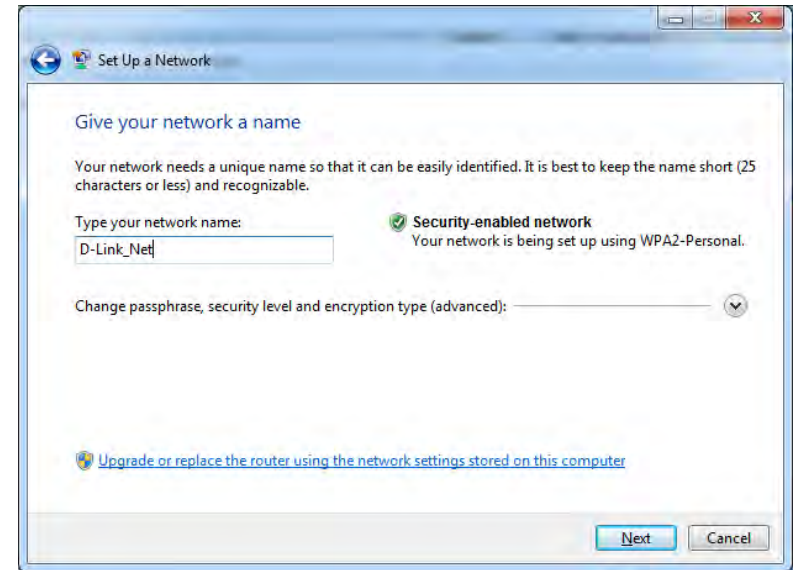 Set Up a Network
Give your network a name
Your network needs a unique name so that it can be easily identified. It is best to keep the name short (25
characters or less) and recognizable.
Type your network name:
Security-enabled network
D-Link_Net
Your network is being set up using WPA2-Personal.
Change passphrase, security level and encryption type (advanced):
Upgrade or replace the router using the network settings stored on this computer
Next Cancel